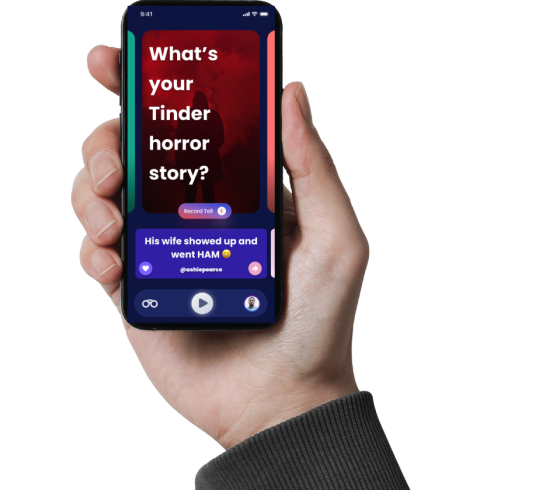 9:41
What's
your
Tinder
horror
story?
Record Tell
His wife showed up and
went HAM 😄
@ashiepearce